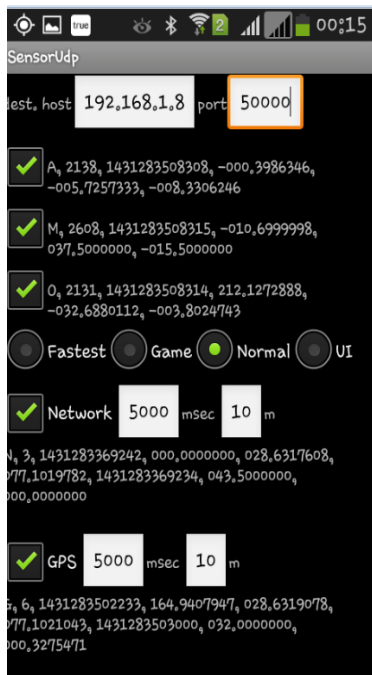 true 2 00:15
SensorUdp
dest. host 192.168.1.8 port 50000
A, 2138, 1431283508308, -000.3986346,
-005.7257333, -008.3306246
M, 2608, 1431283508315, -010.6999998,
037.5000000, -015.5000000
O, 2131, 1431283508314, 212.1272888,
-032.6880112, -003.8024743
Fastest Game Normal UI
Network 5000 msec 10 m
N, 3, 1431283369242, 000.0000000, 028.6317608,
077.1019782, 1431283369234, 043.5000000,
000.0000000
GPS 5000 msec 10 m
G, 6, 1431283502233, 164.9407947, 028.6319078,
077.1021043, 1431283503000, 032.0000000,
000.3275471